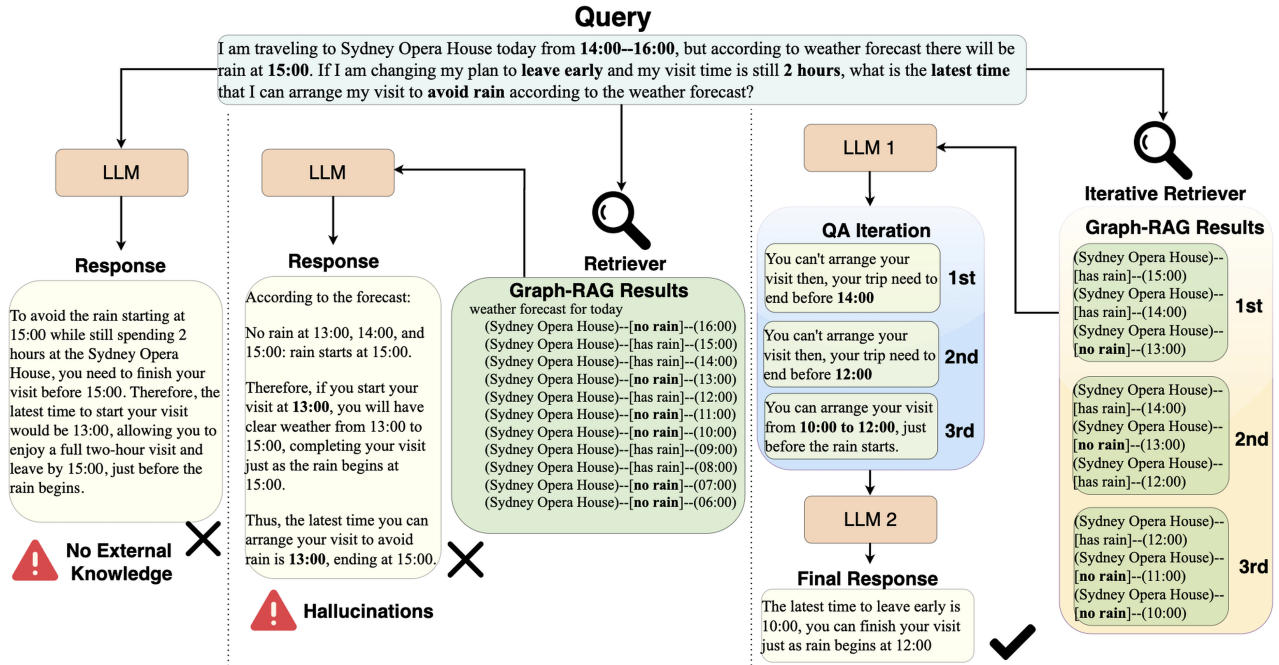 Query
I am traveling to Sydney Opera House today from 14:00--16:00, but according to weather forecast there will be
rain at 15:00. If I am changing my plan to leave early and my visit time is still 2 hours, what is the latest time
that I can arrange my visit to avoid rain according to the weather forecast?
LLM
Response
To avoid the rain starting at
15:00 while still spending 2
hours at the Sydney Opera
House, you need to finish your
visit before 15:00. Therefore, the
latest time to start your visit
would be 13:00, allowing you to
enjoy a full two-hour visit and
leave by 15:00, just before the
rain begins.
No External
Knowledge
LLM
Response
According to the forecast:
No rain at 13:00, 14:00, and
15:00: rain starts at 15:00.
Therefore, if you start your
visit at 13:00, you will have
clear weather from 13:00 to
15:00, completing your visit
just as the rain begins at
15:00.
Thus, the latest time you can
arrange your visit to avoid
rain is 13:00, ending at 15:00.
Hallucinations
Retriever
Graph-RAG Results
weather forecast for today
(Sydney Opera House)--[no rain]--(16:00)
(Sydney Opera House)--[has rain]--(15:00)
(Sydney Opera House)--[has rain]--(14:00)
(Sydney Opera House)--[no rain]--(13:00)
(Sydney Opera House)--[has rain]--(12:00)
(Sydney Opera House)--[no rain]--(11:00)
(Sydney Opera House)--[no rain]--(10:00)
(Sydney Opera House)--[has rain]--(09:00)
(Sydney Opera House)--[has rain]--(08:00)
(Sydney Opera House)--[no rain]--(07:00)
(Sydney Opera House)--[no rain]--(06:00)
LLM 1
QA Iteration
You can't arrange your
visit then, your trip need to
end before 14:00
1st
You can't arrange your
visit then, your trip need to
end before 12:00
2nd
You can arrange your visit
from 10:00 to 12:00, just
before the rain starts.
3rd
LLM 2
Final Response
The latest time to leave early is
10:00, you can finish your visit
just as rain begins at 12:00
Iterative Retriever
Graph-RAG Results
(Sydney Opera House)--
[has rain]--(15:00)
(Sydney Opera House)--
[has rain]--(14:00)
(Sydney Opera House)--
[no rain]--(13:00)
1st
(Sydney Opera House)--
[has rain]--(14:00)
(Sydney Opera House)--
[no rain]--(13:00)
(Sydney Opera House)--
[has rain]--(12:00)
2nd
(Sydney Opera House)--
[has rain]--(12:00)
(Sydney Opera House)--
[no rain]--(11:00)
(Sydney Opera House)--
[no rain]--(10:00)
3rd